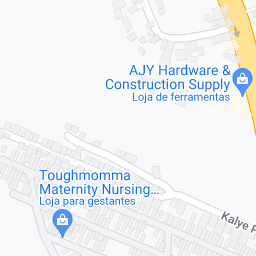 AJY Hardware &
Construction Supply
Loja de ferramentas
Toughmomma
Maternity Nursing...
Loja para gestantes
Kalye